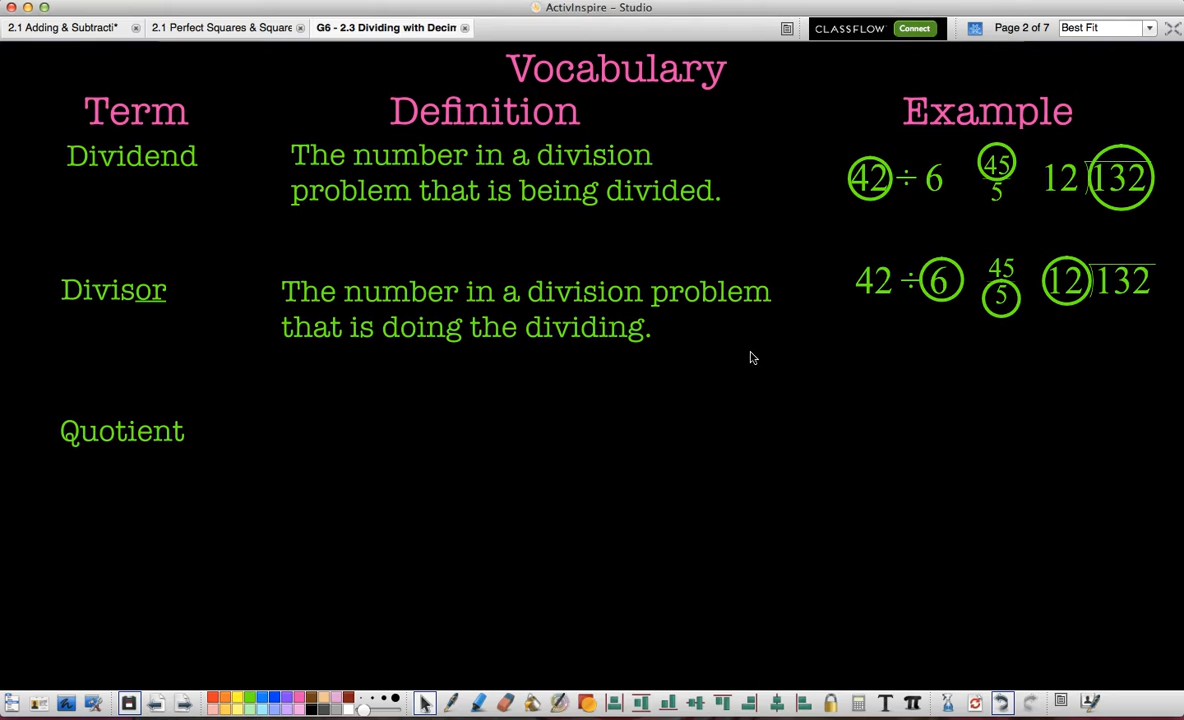 ActivInspire - Studio
2.1 Adding & Subtracti*
2.1 Perfect Squares & Square
G6 - 2.3 Dividing with Decim
CLASSFLOW
Connect
Page 2 of 7
Best Fit
Vocabulary
Term
Definition
Example
Dividend
The number in a division
problem that is being divided.
42 ÷ 6
45
5
12)132
Divisor
The number in a division problem
that is doing the dividing.
42 ÷ 6
45
5
12)132
Quotient